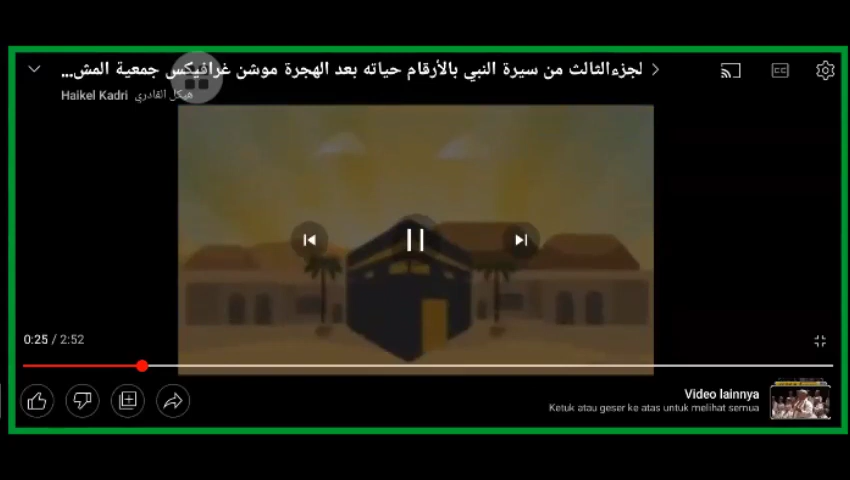 لجزءالثالث من سيرة النبي بالأرقام حياته بعد الهجرة موشن غرافيكس جمعية المش...
Haikel Kadri هيكل القادري
CC
0:25 / 2:52
Video lainnya
Ketuk atau geser ke atas untuk melihat semua